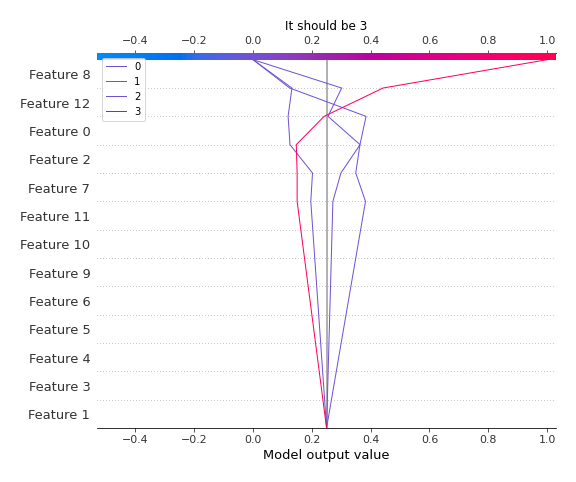 It should be 3
−0.4 −0.2 0.0 0.2 0.4 0.6 0.8 1.0
0
1
2
3
Feature 8
Feature 12
Feature 0
Feature 2
Feature 7
Feature 11
Feature 10
Feature 9
Feature 6
Feature 5
Feature 4
Feature 3
Feature 1
−0.4 −0.2 0.0 0.2 0.4 0.6 0.8 1.0
Model output value